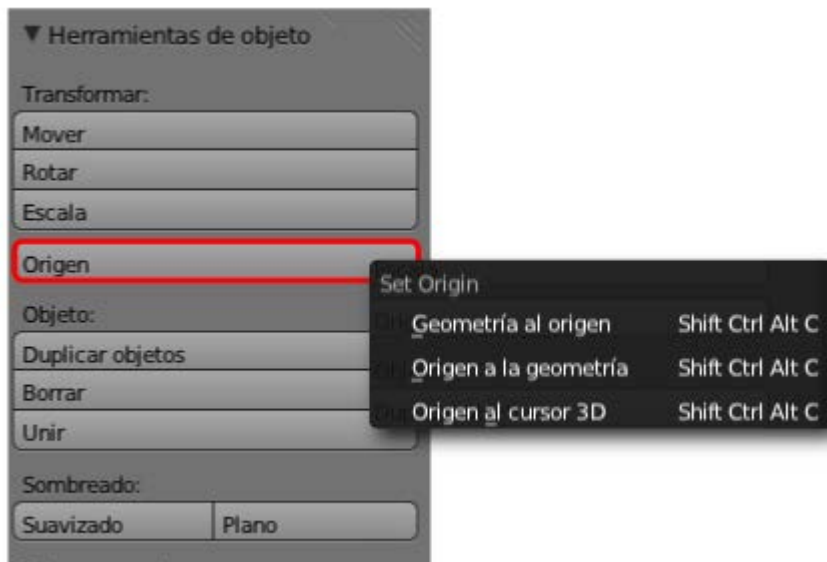 Herramientas de objeto
Transformar:
Mover
Rotar
Escala
Origen
Set Origin
Geometría al origen Shift Ctrl Alt C
Origen a la geometría Shift Ctrl Alt C
Origen al cursor 3D Shift Ctrl Alt C
Objeto:
Duplicar objetos
Borrar
Unir
Sombreado:
Suavizado Plano